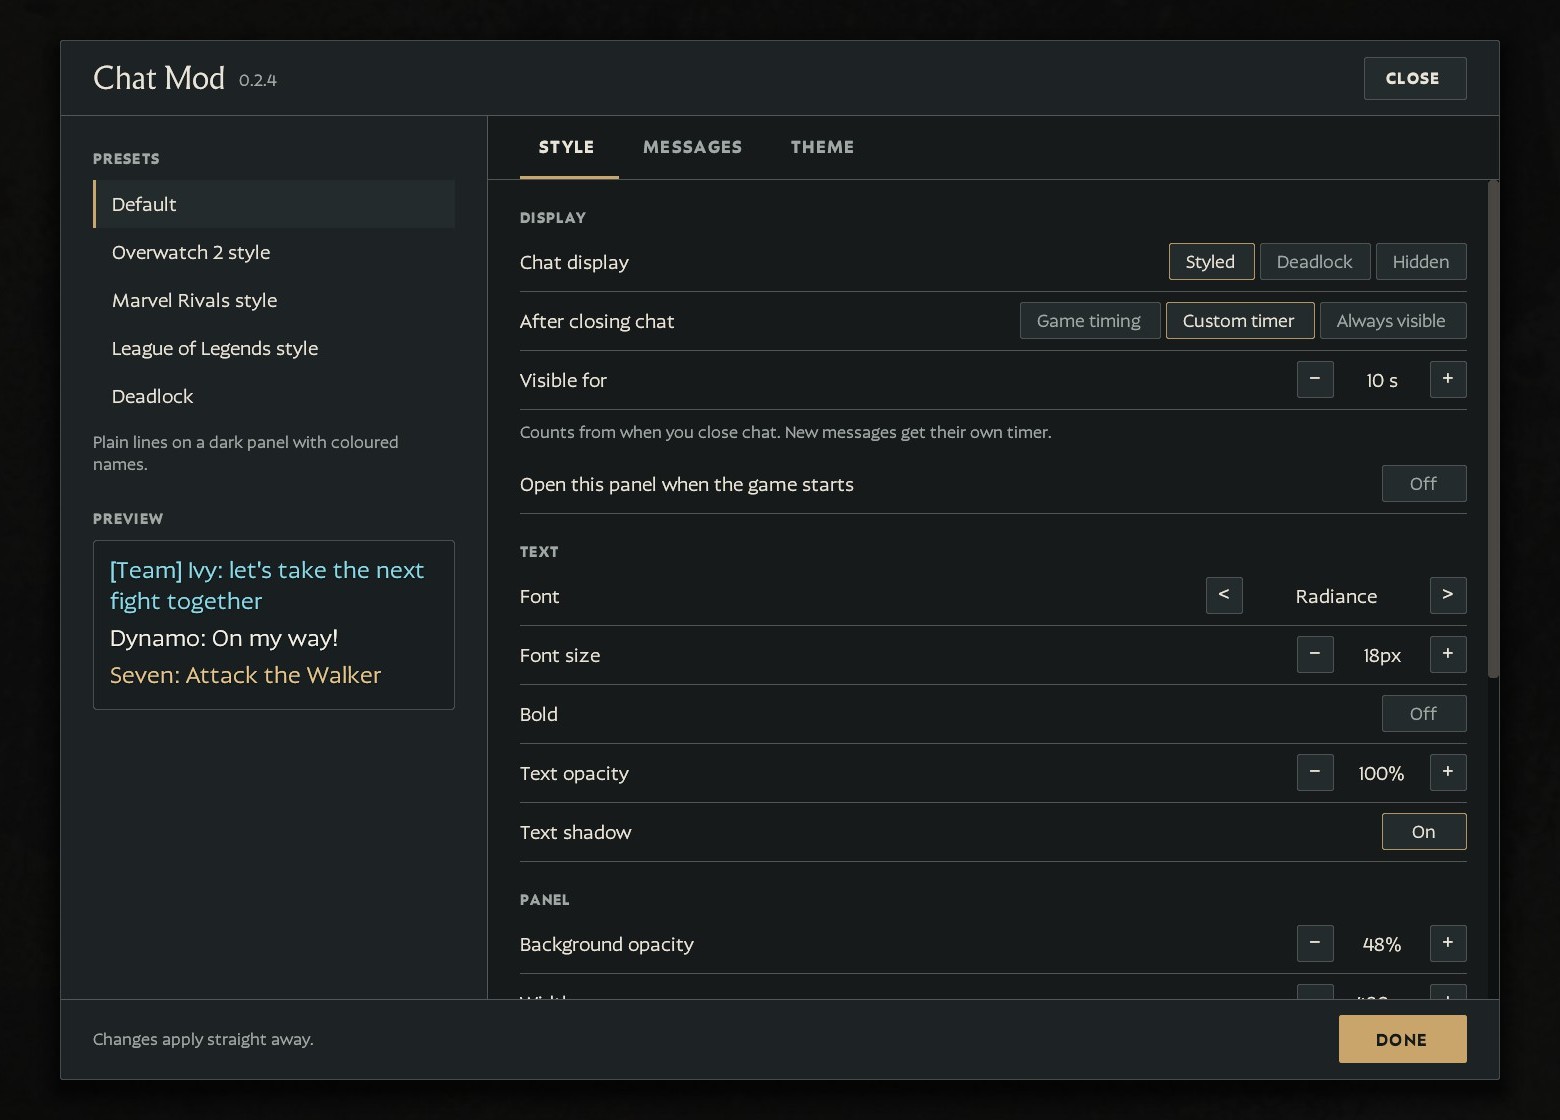 Chat Mod 0.2.4
CLOSE
PRESETS
Default
Overwatch 2 style
Marvel Rivals style
League of Legends style
Deadlock
Plain lines on a dark panel with coloured
names.
PREVIEW
[Team] Ivy: let's take the next
fight together
Dynamo: On my way!
Seven: Attack the Walker
STYLE MESSAGES THEME
DISPLAY
Chat display Styled Deadlock Hidden
After closing chat Game timing Custom timer Always visible
Visible for − 10 s +
Counts from when you close chat. New messages get their own timer.
Open this panel when the game starts Off
TEXT
Font < Radiance >
Font size − 18px +
Bold Off
Text opacity − 100% +
Text shadow On
PANEL
Background opacity − 48% +
Changes apply straight away.
DONE